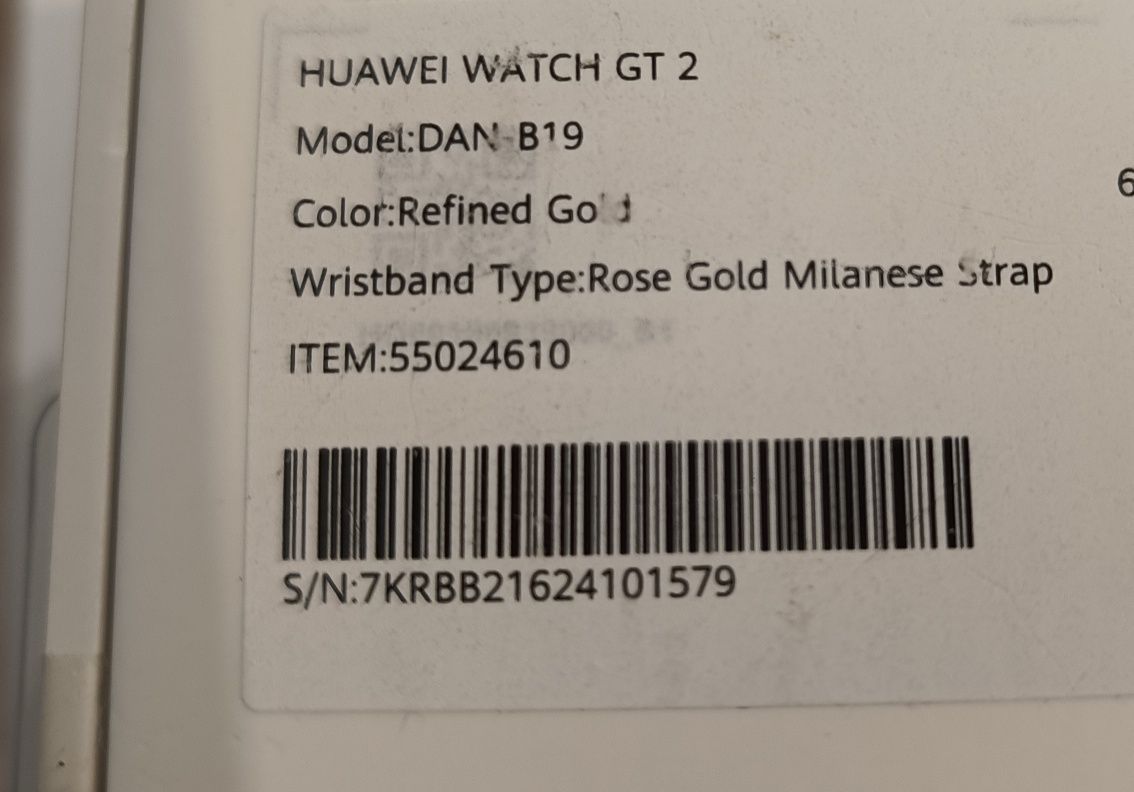 HUAWEI WATCH GT 2
Model:DAN-B19
Color:Refined Gold
Wristband Type:Rose Gold Milanese Strap
ITEM:55024610
S/N:7KRBB21624101579
6